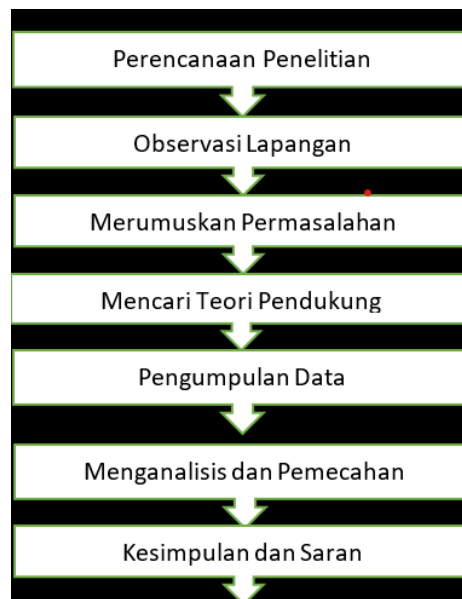 Perencanaan Penelitian
Observasi Lapangan
Merumuskan Permasalahan
Mencari Teori Pendukung
Pengumpulan Data
Menganalisis dan Pemecahan
Kesimpulan dan Saran